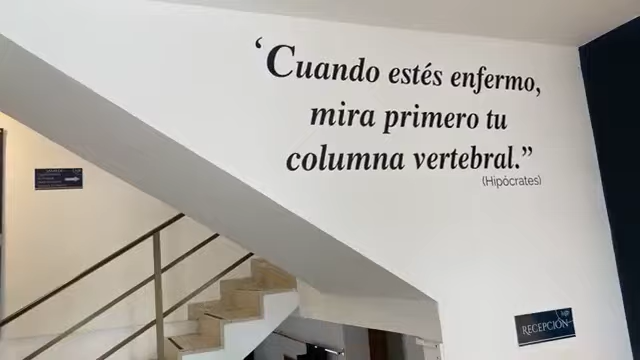 ‘Cuando estés enfermo,
mira primero tu
columna vertebral.”
(Hipócrates)
RECEPCIÓN